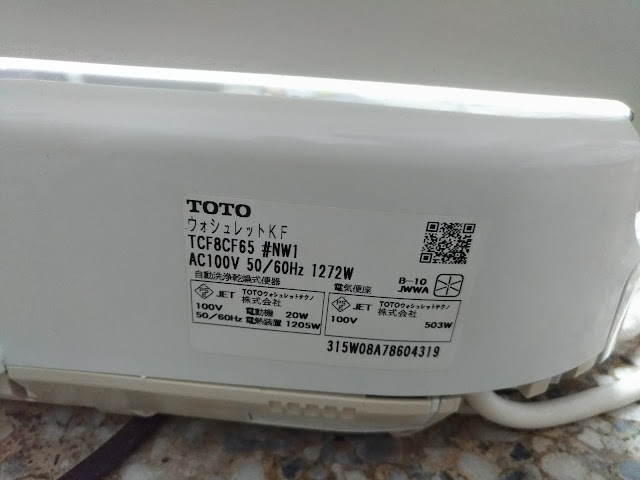 TOTO
ウォシュレットKF
TCF8CF65 #NW1
AC100V 50/60Hz 1272W
自動洗浄乾燥式便器
JET TOTOウォシュレットテクノ
株式会社
100V 電動機 20W
50/60Hz 電熱装置 1205W
電気便座
JET TOTOウォシュレットテクノ
株式会社
100V 503W
B-10
JWWA
315W08A78604319